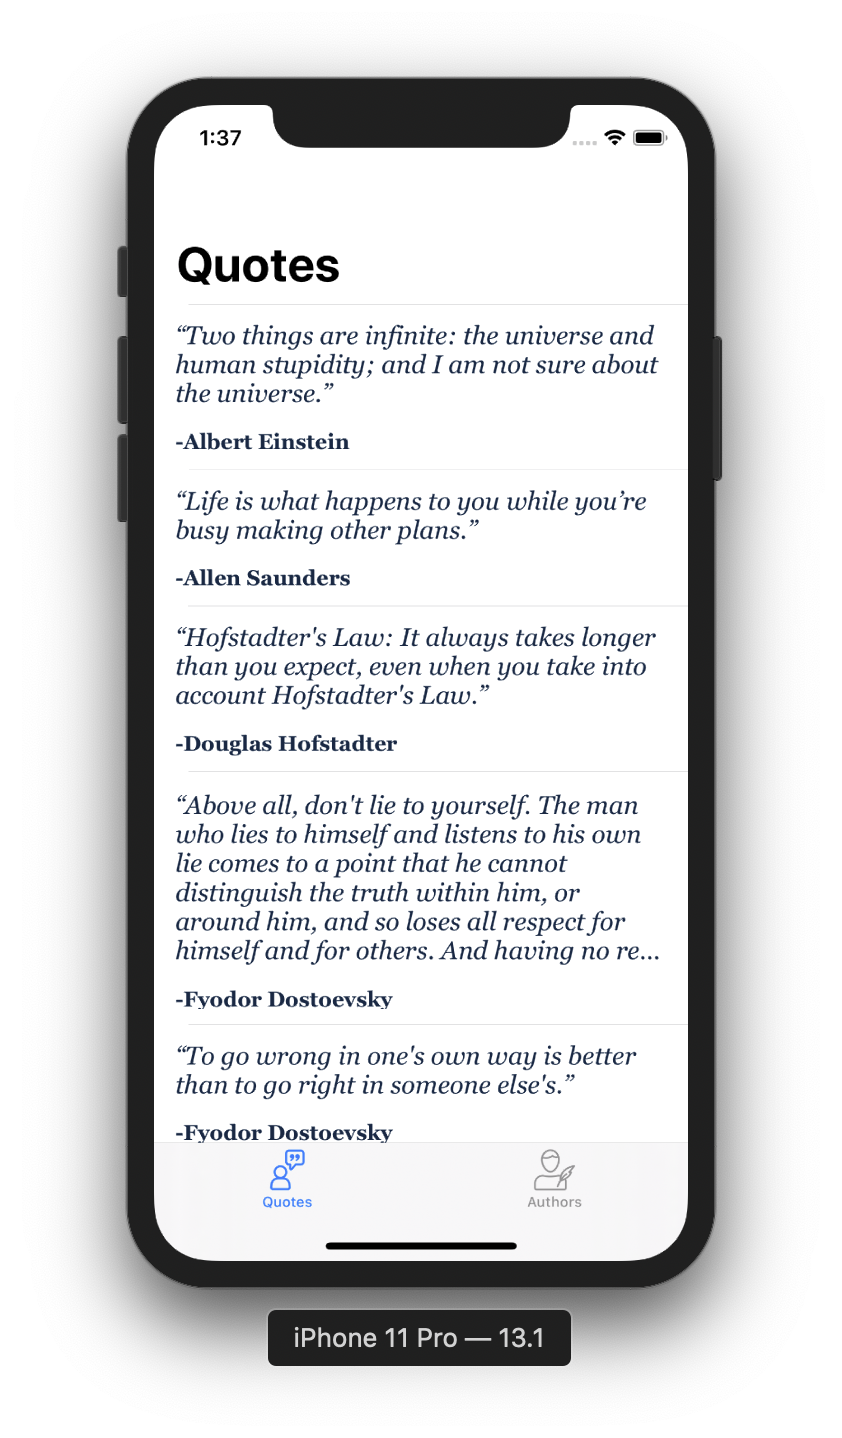 1:37
Quotes
“Two things are infinite: the universe and
human stupidity; and I am not sure about
the universe.”
-Albert Einstein
“Life is what happens to you while you’re
busy making other plans.”
-Allen Saunders
“Hofstadter's Law: It always takes longer
than you expect, even when you take into
account Hofstadter's Law.”
-Douglas Hofstadter
“Above all, don't lie to yourself. The man
who lies to himself and listens to his own
lie comes to a point that he cannot
distinguish the truth within him, or
around him, and so loses all respect for
himself and for others. And having no re...
-Fyodor Dostoevsky
“To go wrong in one's own way is better
than to go right in someone else's.”
-Fyodor Dostoevsky
Quotes Authors
iPhone 11 Pro — 13.1